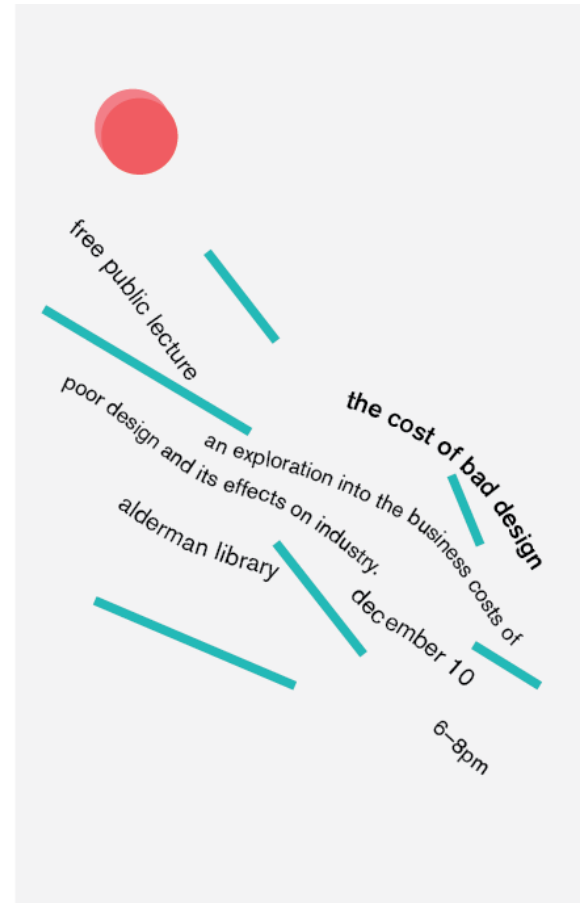 free public lecture
the cost of bad design
an exploration into the business costs of
poor design and its effects on industry.
alderman library
december 10
6–8pm